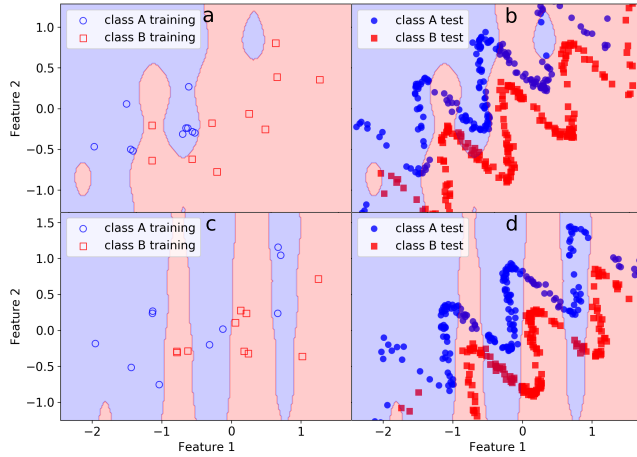 a
class A training
class B training
b
class A test
class B test
1.0
0.5
0.0
−0.5
−1.0
Feature 2
c
class A training
class B training
d
class A test
class B test
1.5
1.0
0.5
0.0
−0.5
−1.0
Feature 2
−2 −1 0 1 −2 −1 0 1
Feature 1 Feature 1